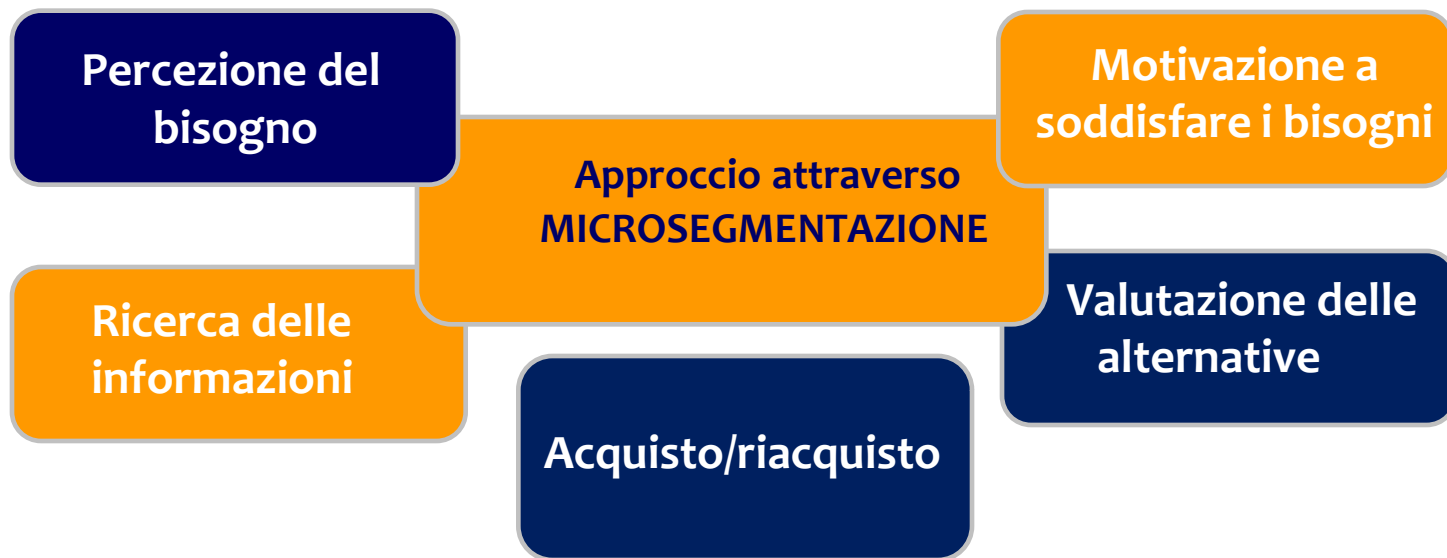 Percezione del
bisogno
Motivazione a
soddisfare i bisogni
Approccio attraverso
MICROSEGMENTAZIONE
Ricerca delle
informazioni
Valutazione delle
alternative
Acquisto/riacquisto